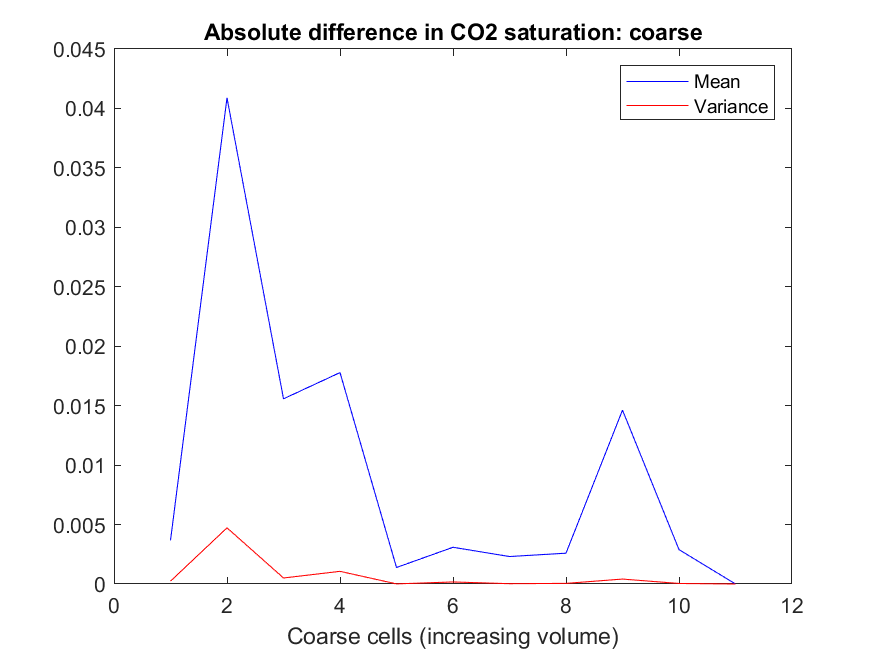 Absolute difference in CO2 saturation: coarse
0.045
0.04
0.035
0.03
0.025
0.02
0.015
0.01
0.005
0
Mean
Variance
0 2 4 6 8 10 12
Coarse cells (increasing volume)